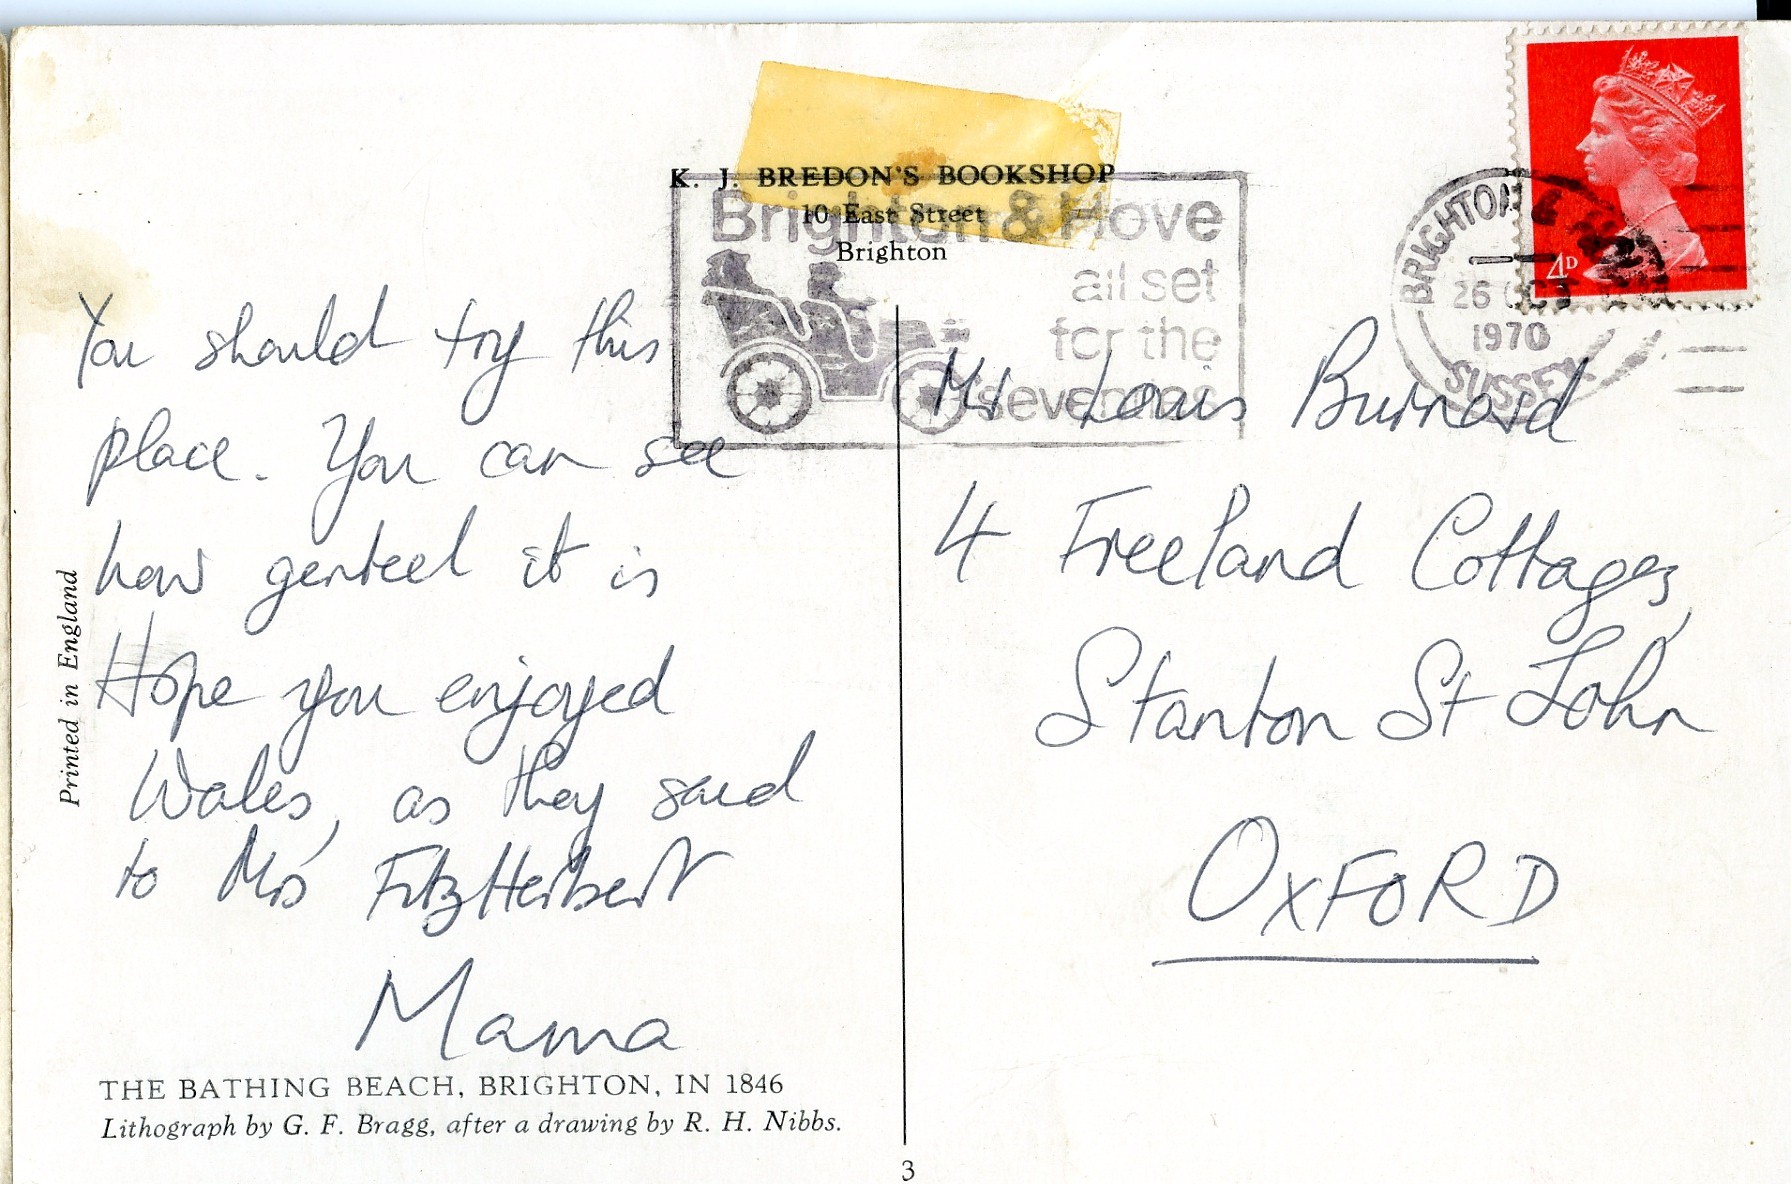 K. J. BREDON'S BOOKSHOP
10 East Street
Brighton
Brighton & Hove
all set
for the
seventies
BRIGHTON &
26 OCT
1970
SUSSEX
4D
You should try this
place. You can see
how genteel it is
Hope you enjoyed
Wales, as they said
to Mrs FitzHerbert
Mama
Mr Louis Burnard
4 Freeland Cottages,
Stanton St John
OXFORD
Printed in England
THE BATHING BEACH, BRIGHTON, IN 1846
Lithograph by G. F. Bragg, after a drawing by R. H. Nibbs.
3